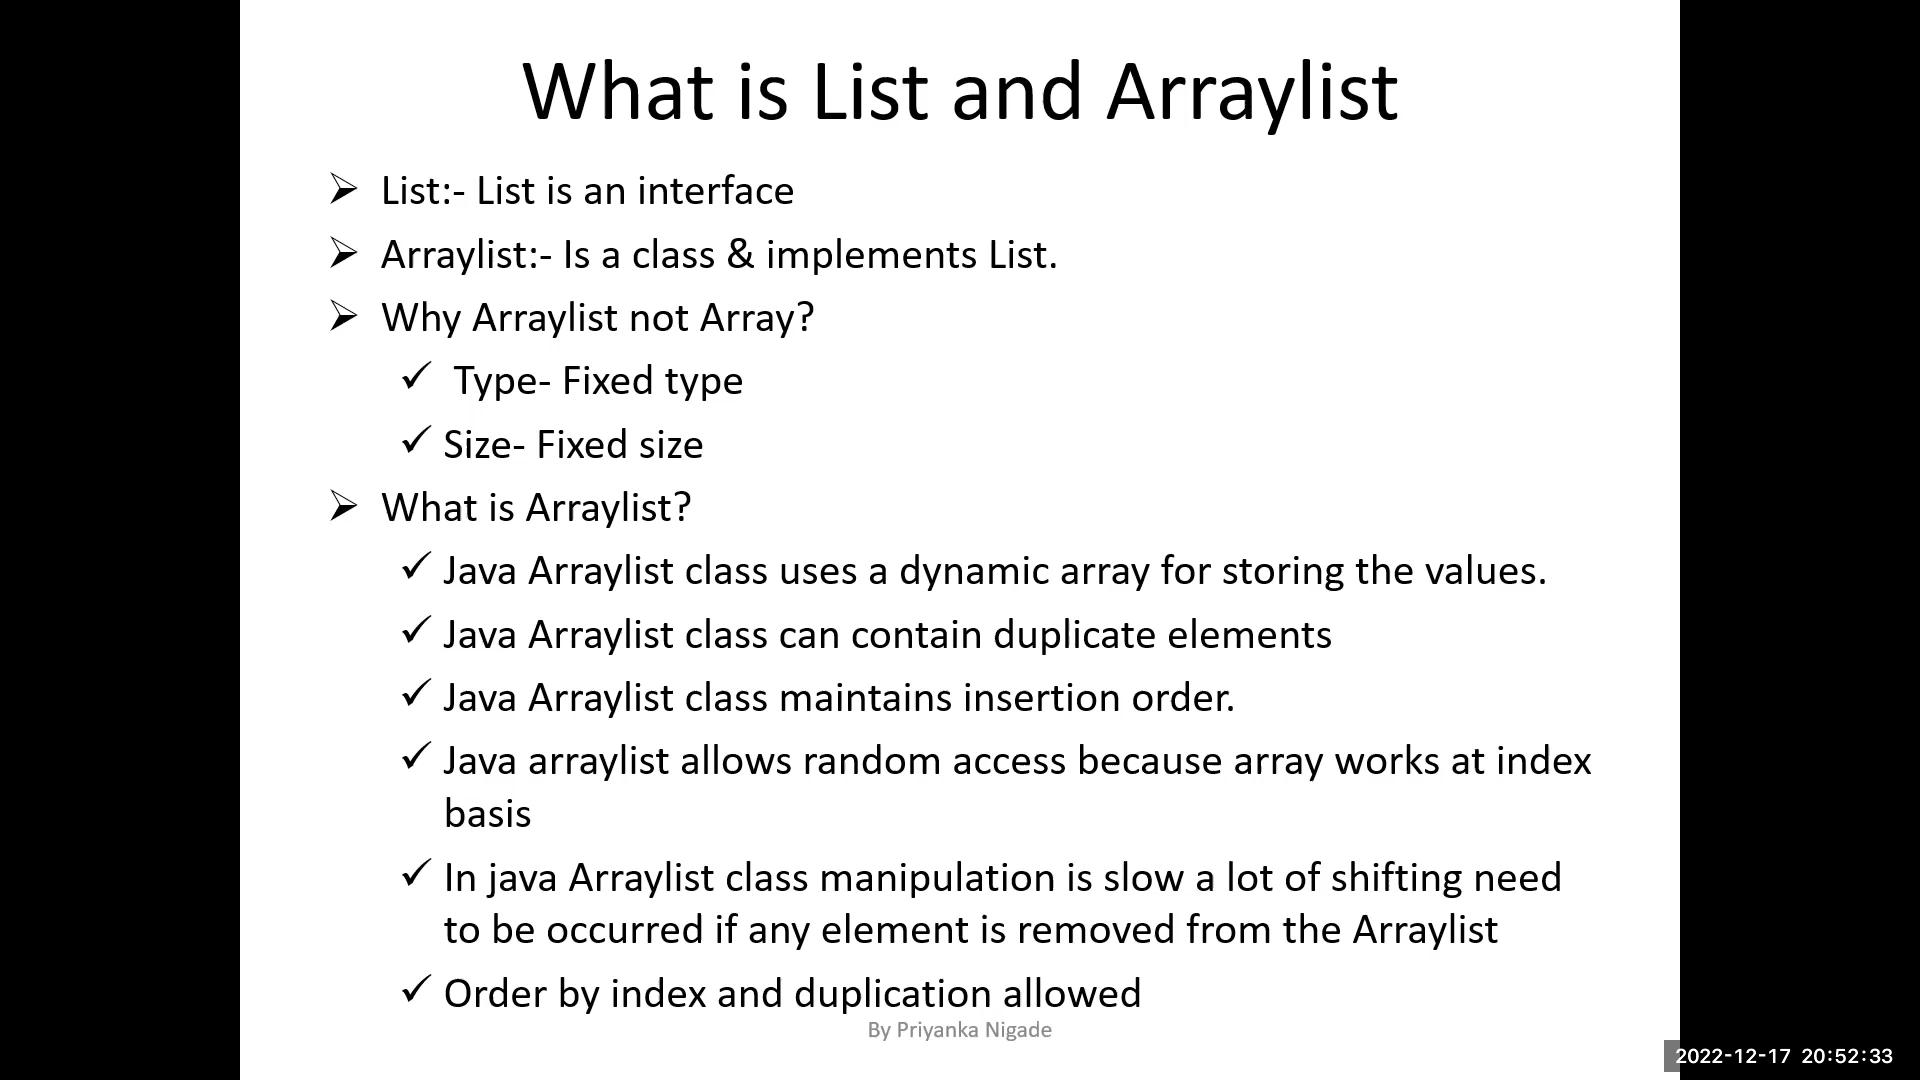 What is List and Arraylist
List:- List is an interface
Arraylist:- Is a class & implements List.
Why Arraylist not Array?
Type- Fixed type
Size- Fixed size
What is Arraylist?
Java Arraylist class uses a dynamic array for storing the values.
Java Arraylist class can contain duplicate elements
Java Arraylist class maintains insertion order.
Java arraylist allows random access because array works at index
basis
In java Arraylist class manipulation is slow a lot of shifting need
to be occurred if any element is removed from the Arraylist
Order by index and duplication allowed
By Priyanka Nigade
2022-12-17 20:52:33